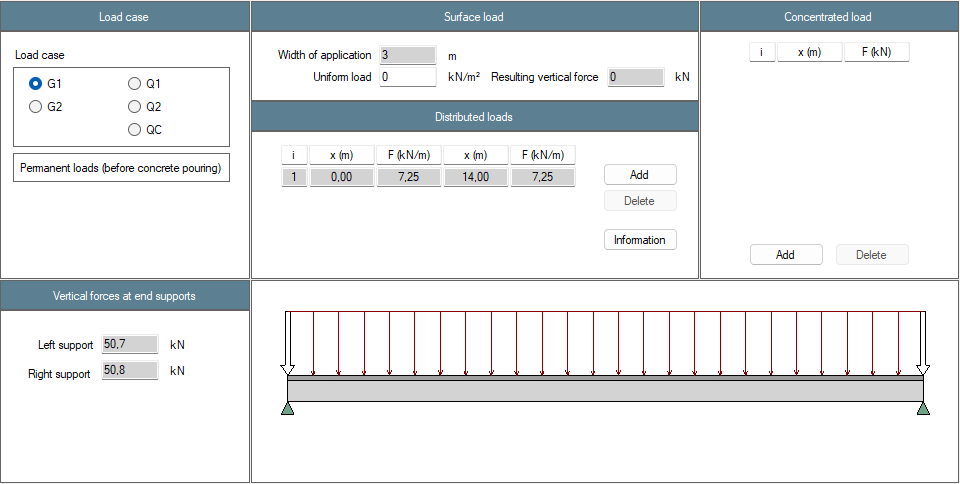 Load case
Surface load
Concentrated load
Load case
G1
Q1
G2
Q2
QC
Permanent loads (before concrete pouring)
Width of application 3 m
Uniform load 0 kN/m² Resulting vertical force 0 kN
Distributed loads
i x (m) F (kN/m) x (m) F (kN/m)
1 0,00 7,25 14,00 7,25
Add
Delete
Information
i x (m) F (kN)
Add Delete
Vertical forces at end supports
Left support 50,7 kN
Right support 50,8 kN